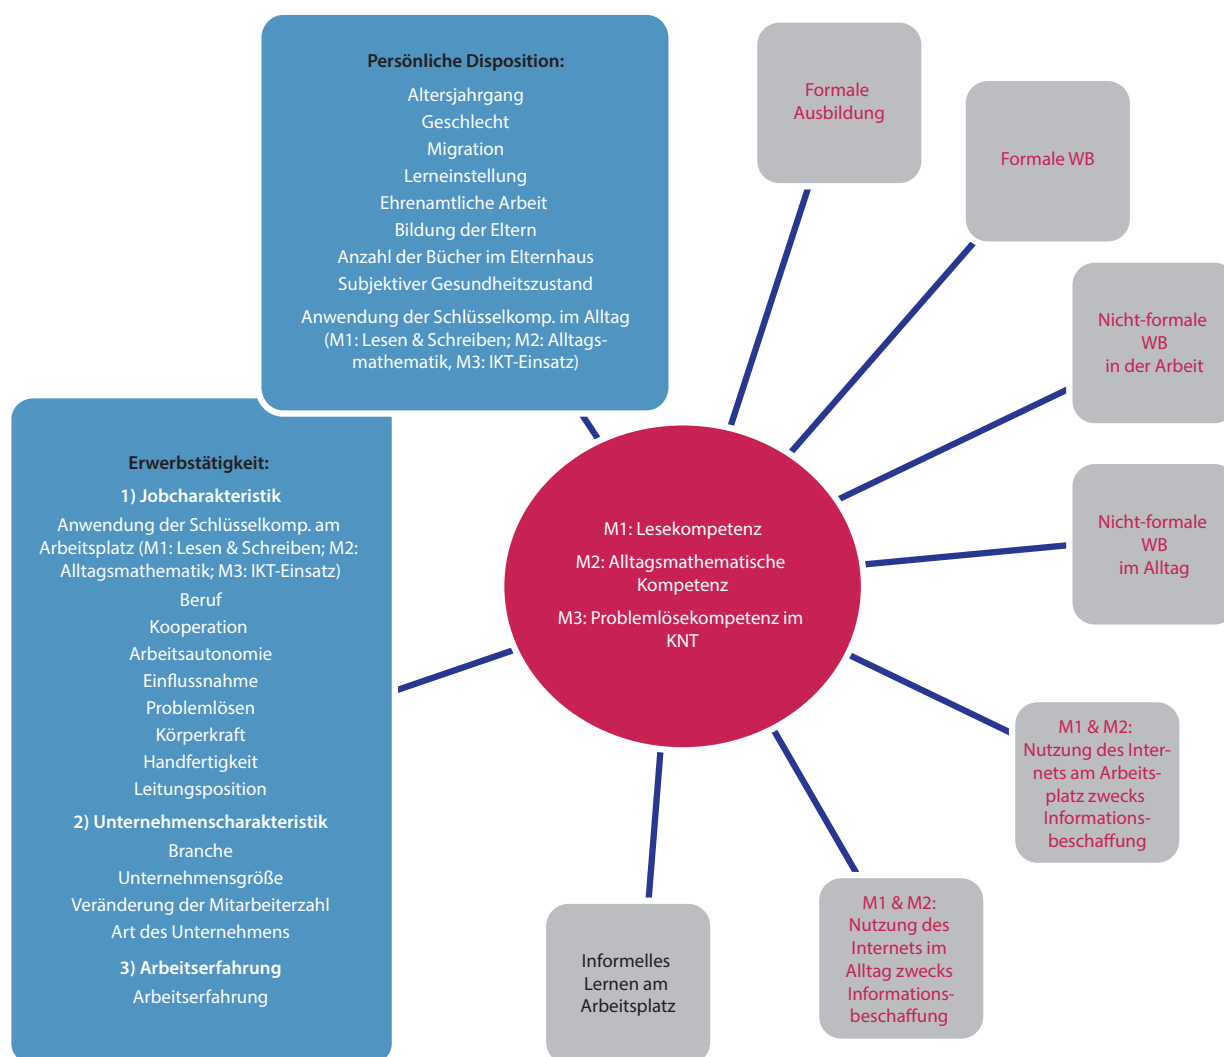 Persönliche Disposition:
Altersjahrgang
Geschlecht
Migration
Lerneinstellung
Ehrenamtliche Arbeit
Bildung der Eltern
Anzahl der Bücher im Elternhaus
Subjektiver Gesundheitszustand
Anwendung der Schlüsselkomp. im Alltag
(M1: Lesen & Schreiben; M2: Alltags-
mathematik, M3: IKT-Einsatz)
Formale
Ausbildung
Formale WB
Nicht-formale
WB
in der Arbeit
Nicht-formale
WB
im Alltag
Erwerbstätigkeit:
1) Jobcharakteristik
Anwendung der Schlüsselkomp. am
Arbeitsplatz (M1: Lesen & Schreiben; M2:
Alltagsmathematik; M3: IKT-Einsatz)
Beruf
Kooperation
Arbeitsautonomie
Einflussnahme
Problemlösen
Körperkraft
Handfertigkeit
Leitungsposition
2) Unternehmenscharakteristik
Branche
Unternehmensgröße
Veränderung der Mitarbeiterzahl
Art des Unternehmens
3) Arbeitserfahrung
Arbeitserfahrung
M1: Lesekompetenz
M2: Alltagsmathematische
Kompetenz
M3: Problemlösekompetenz im
KNT
M1 & M2:
Nutzung des Inter-
nets am Arbeits-
platz zwecks
Informations-
beschaffung
M1 & M2:
Nutzung des
Internets im
Alltag zwecks
Informations-
beschaffung
Informelles
Lernen am
Arbeitsplatz